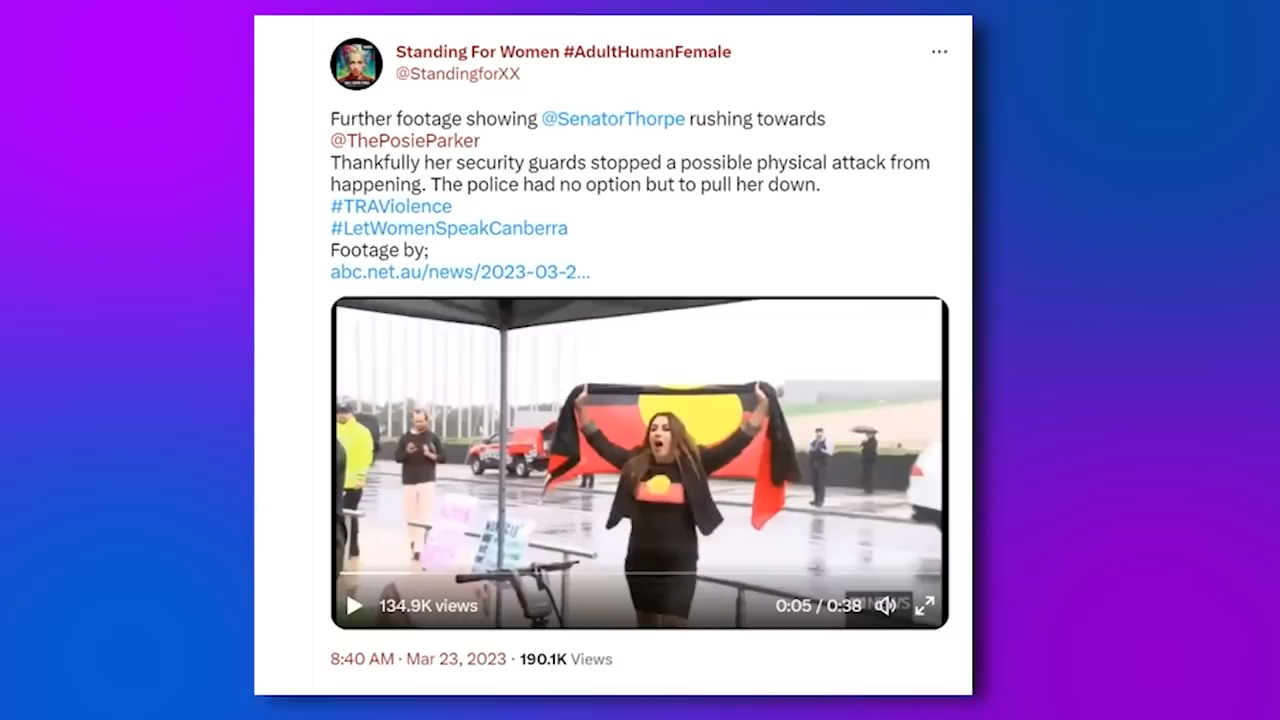 Standing For Women #AdultHumanFemale
@StandingforXX
Further footage showing @SenatorThorpe rushing towards
@ThePosieParker
Thankfully her security guards stopped a possible physical attack from
happening. The police had no option but to pull her down.
#TRAViolence
#LetWomenSpeakCanberra
Footage by;
abc.net.au/news/2023-03-2...
134.9K views
0:05 / 0:38
8:40 AM · Mar 23, 2023 · 190.1K Views